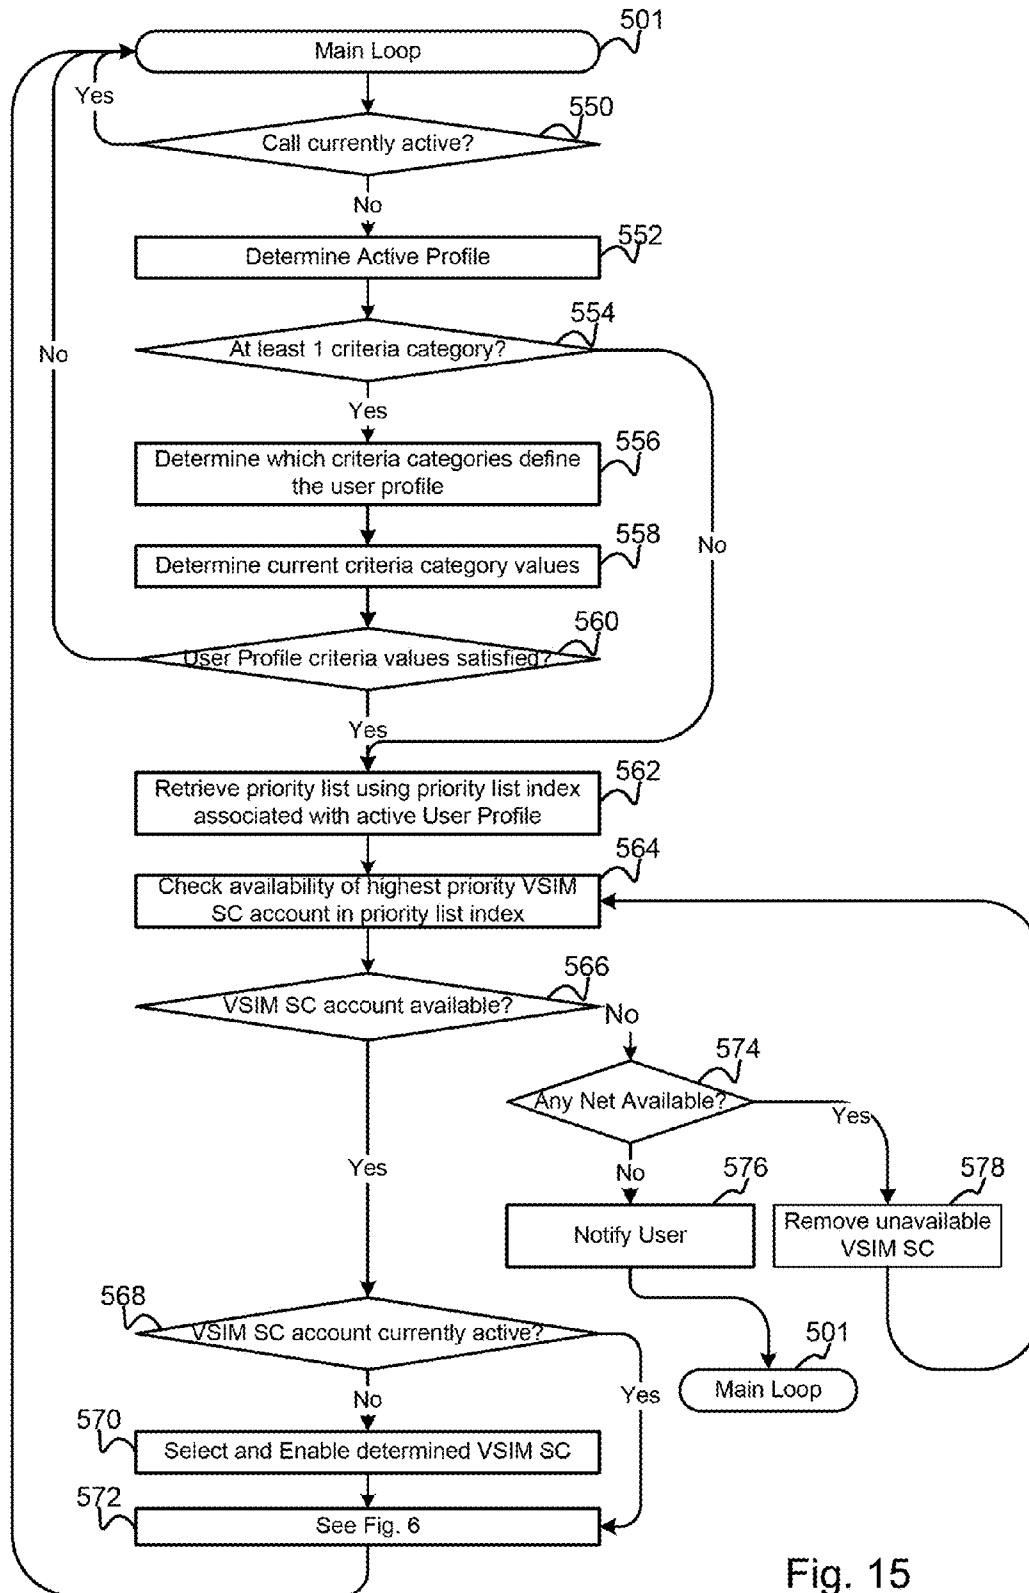 501
Main Loop
Yes
550
Call currently active?
No
552
Determine Active Profile
554
At least 1 criteria category?
No
Yes
556
Determine which criteria categories define
the user profile
558
Determine current criteria category values
No
560
User Profile criteria values satisfied?
Yes
562
Retrieve priority list using priority list index
associated with active User Profile
564
Check availability of highest priority VSIM
SC account in priority list index
566
VSIM SC account available?
No
574
Any Net Available?
Yes
Yes
No
576
578
Notify User
Remove unavailable
VSIM SC
568
VSIM SC account currently active?
501
Main Loop
Yes
No
570
Select and Enable determined VSIM SC
572
See Fig. 6
Fig. 15